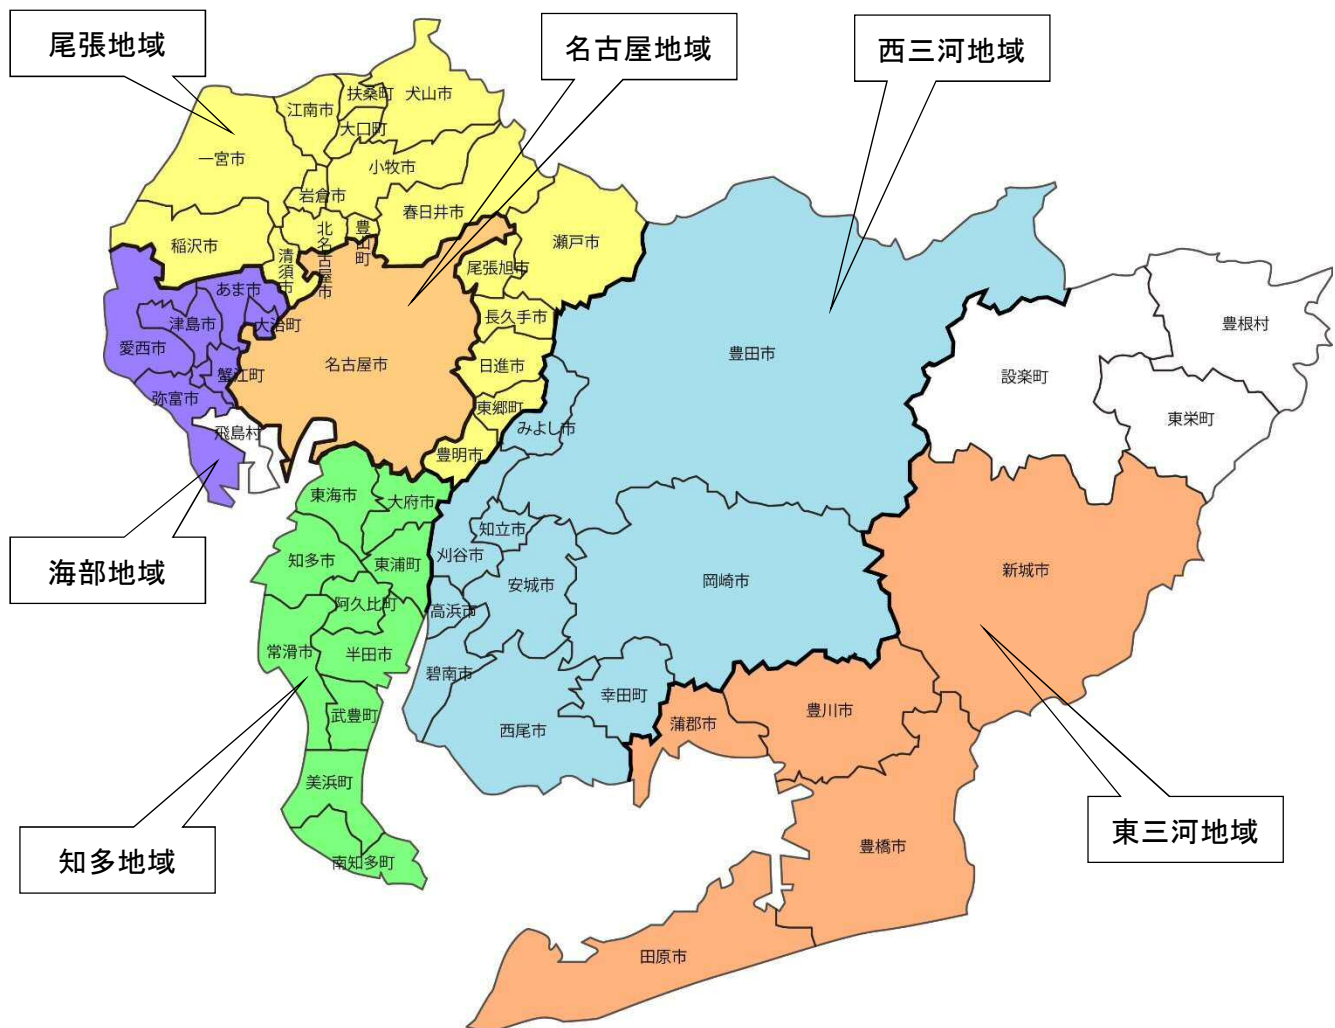 尾張地域
名古屋地域
西三河地域
扶桑町
犬山市
江南市
大口町
一宮市
小牧市
岩倉市
春日井市
稲沢市
北名古屋市
豊山町
瀬戸市
清須市
尾張旭市
あま市
津島市
大治町
長久手市
愛西市
名古屋市
日進市
蟹江町
弥富市
東郷町
飛島村
みよし市
豊明市
豊田市
設楽町
豊根村
東栄町
東海市
大府市
知立市
刈谷市
知多市
東浦町
安城市
岡崎市
新城市
海部地域
阿久比町
高浜市
常滑市
半田市
碧南市
幸田町
武豊町
西尾市
蒲郡市
豊川市
美浜町
東三河地域
知多地域
南知多町
豊橋市
田原市